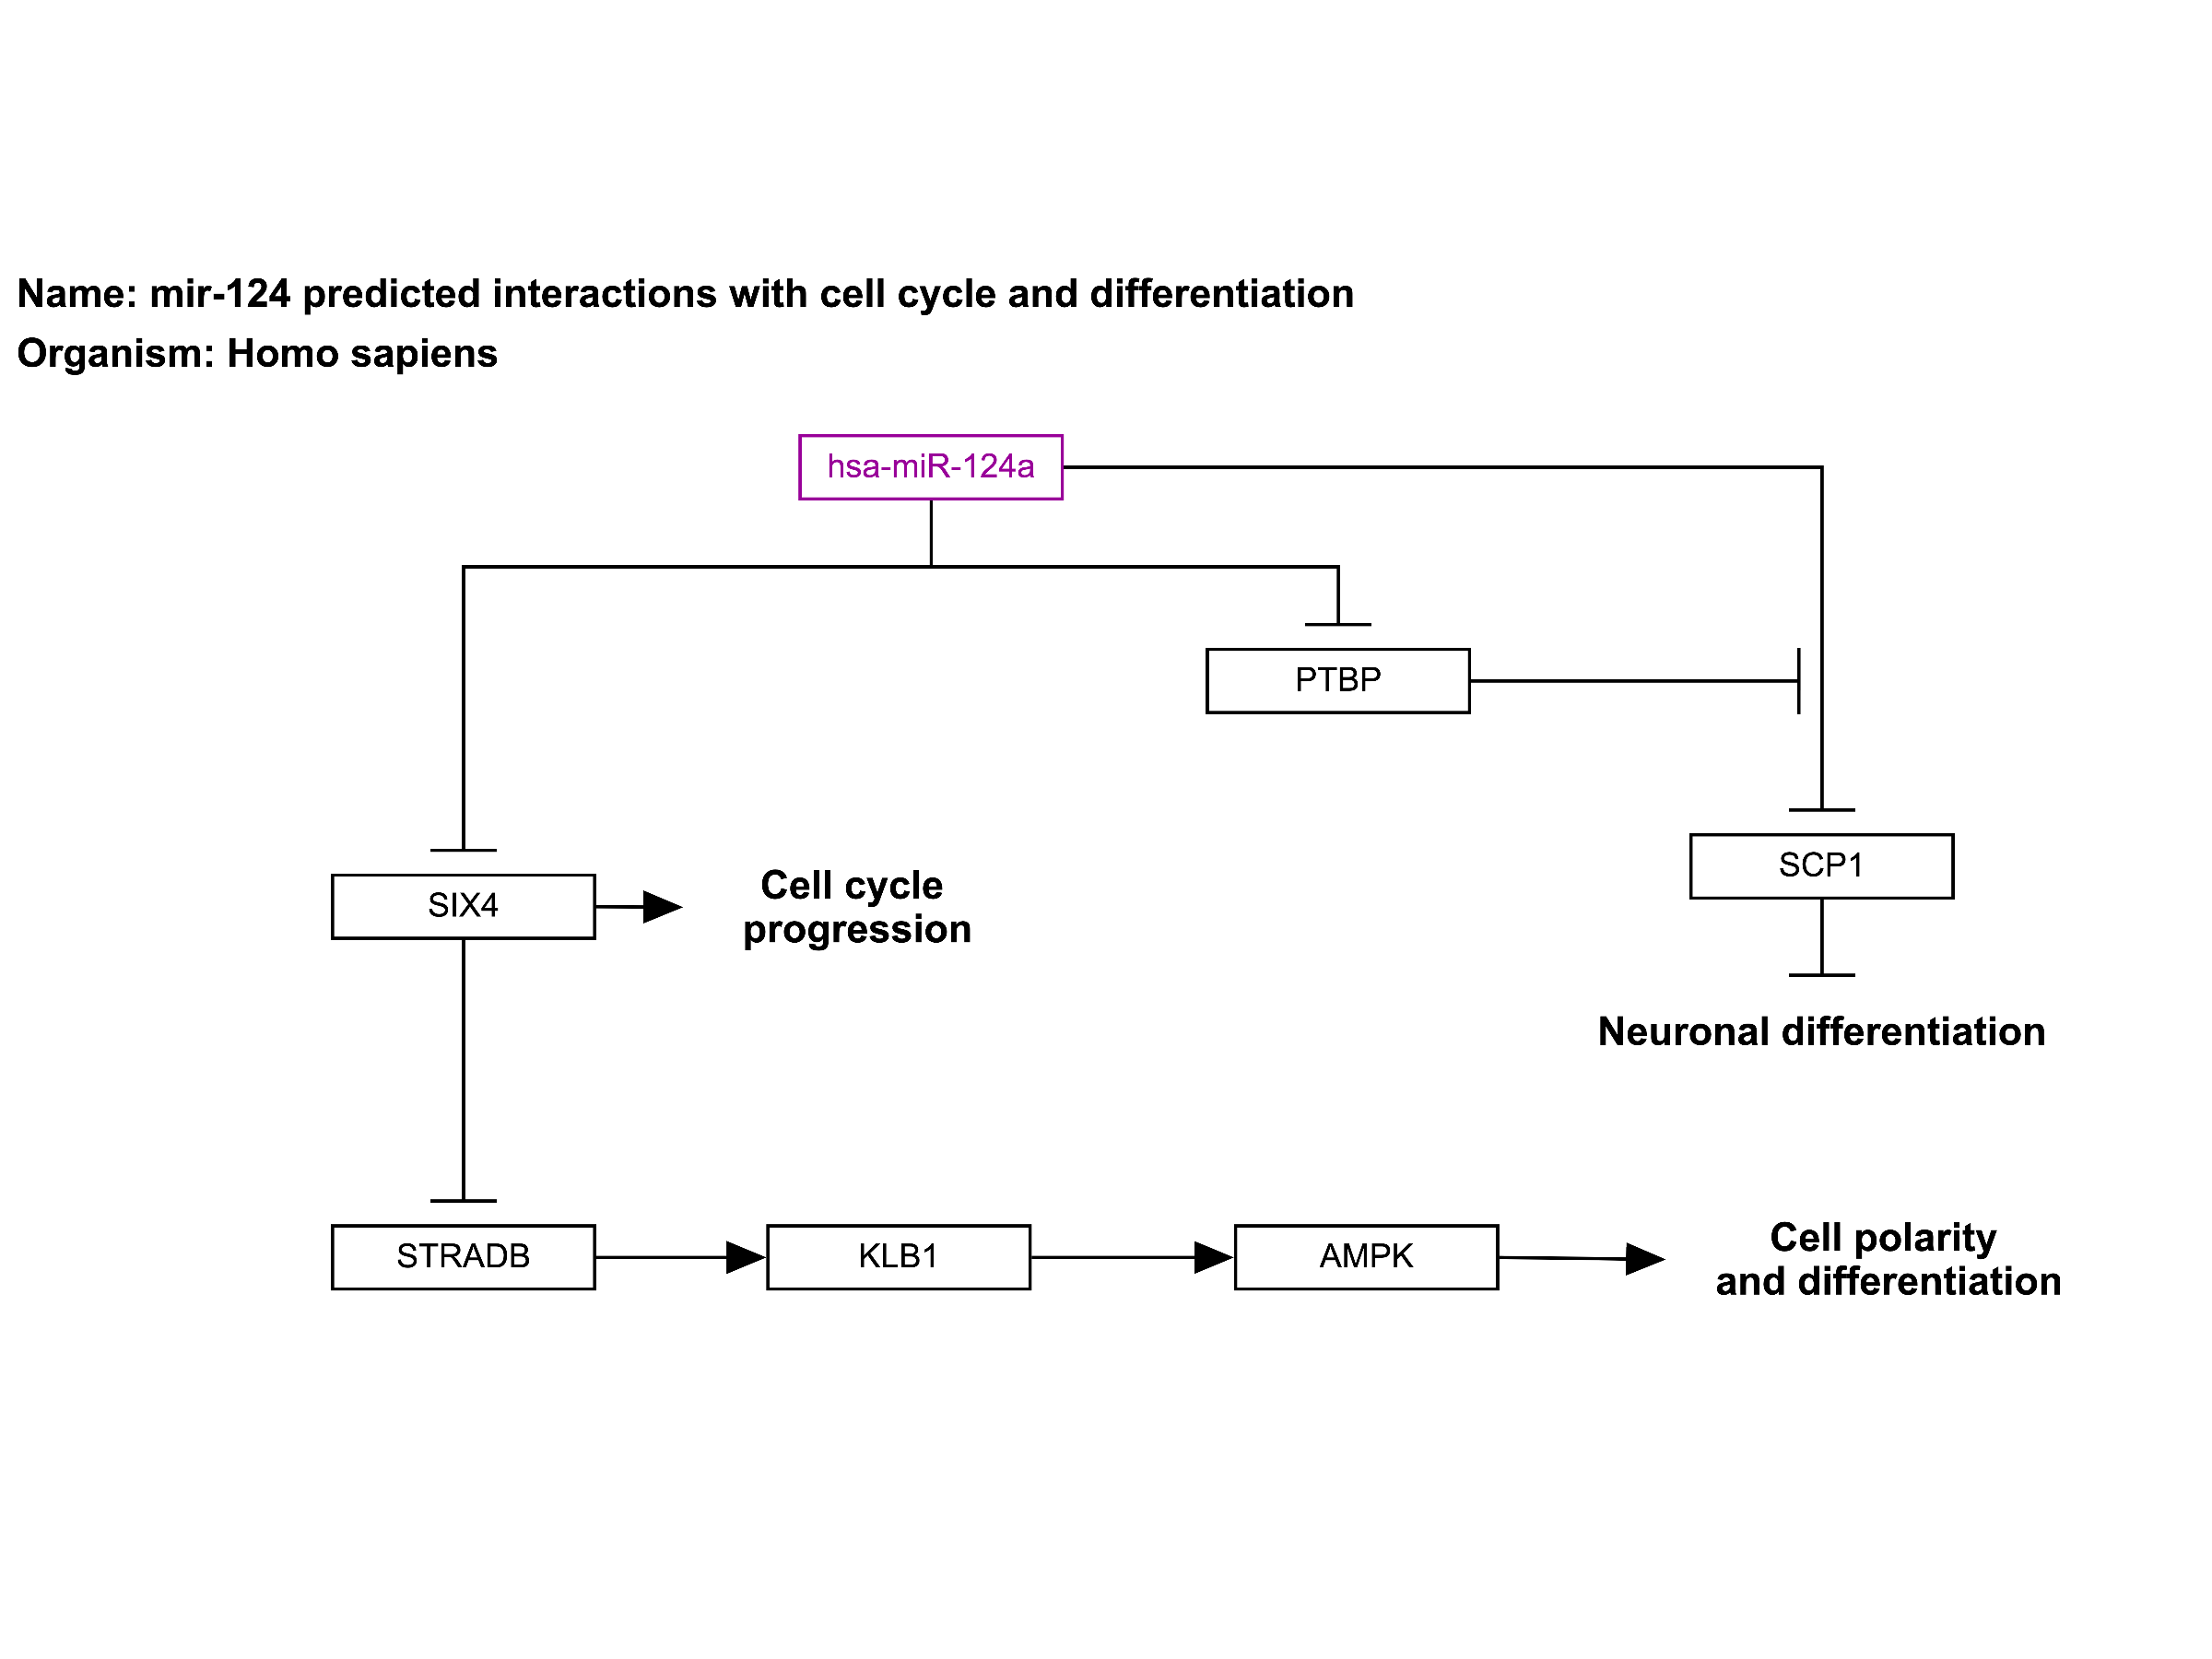 Name: mir-124 predicted interactions with cell cycle and differentiation
Organism: Homo sapiens
hsa-miR-124a
PTBP
SCP1
SIX4
Cell cycle
progression
Neuronal differentiation
STRADB
KLB1
AMPK
Cell polarity
and differentiation